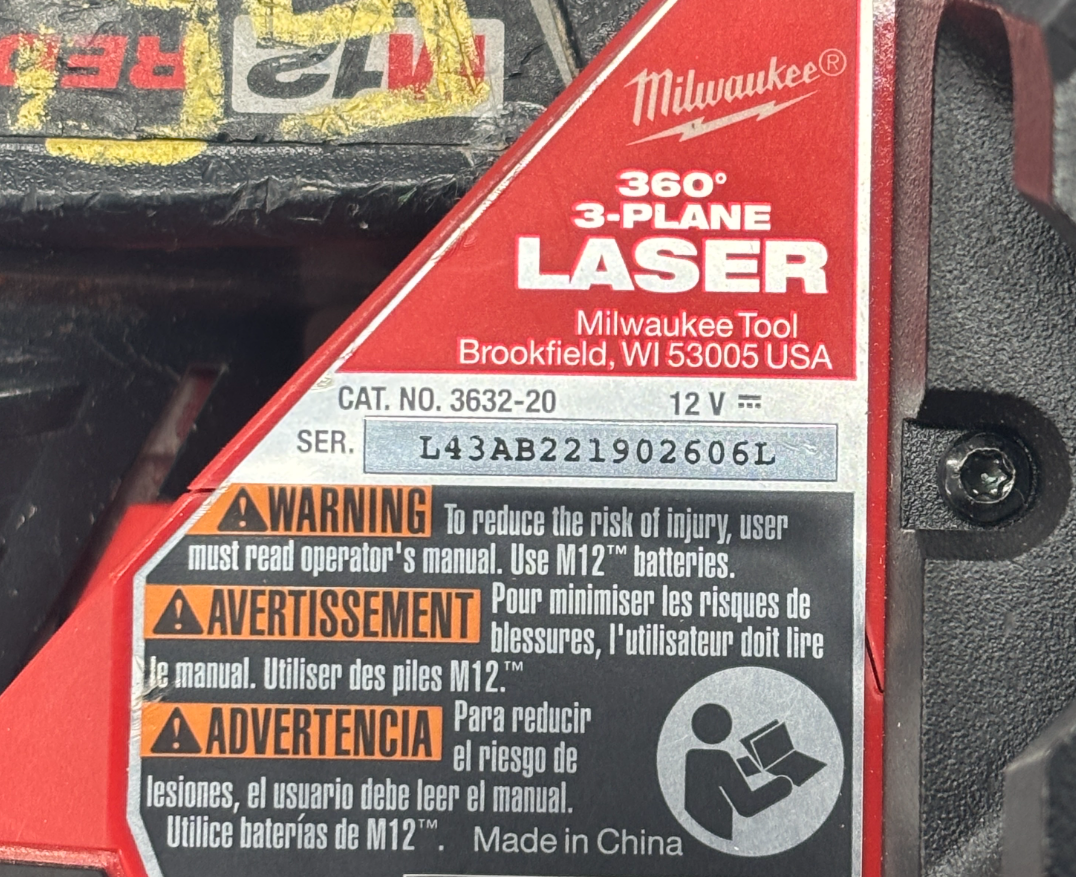 M12
RED
Milwaukee®
360°
3-PLANE
LASER
Milwaukee Tool
Brookfield, WI 53005 USA
CAT. NO. 3632-20 12 V ⎓
SER. L43AB221902606L
⚠WARNING To reduce the risk of injury, user
must read operator's manual. Use M12™ batteries.
⚠AVERTISSEMENT Pour minimiser les risques de
blessures, l'utilisateur doit lire
le manual. Utiliser des piles M12.™
⚠ADVERTENCIA Para reducir
el riesgo de
lesiones, el usuario debe leer el manual.
Utilice baterías de M12™. Made in China